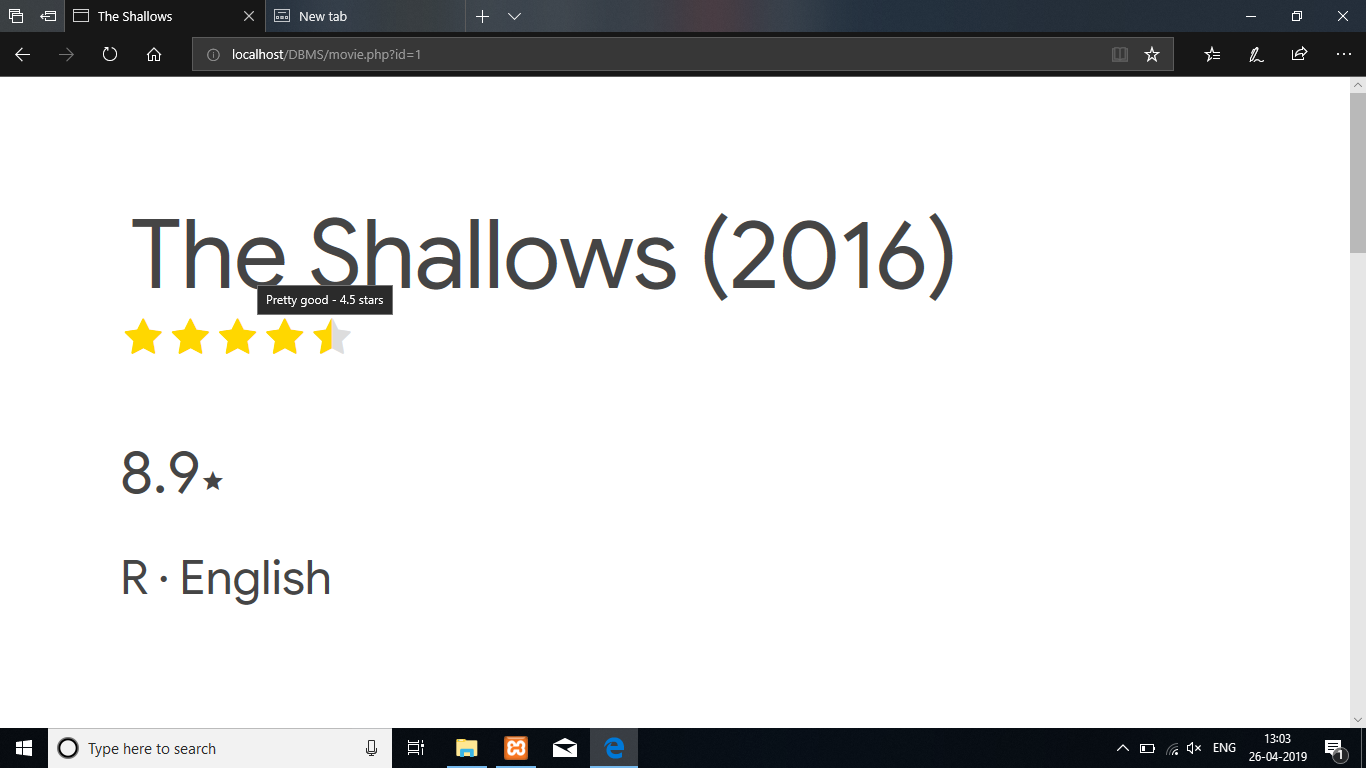 The Shallows
New tab
localhost/DBMS/movie.php?id=1
The Shallows (2016)
Pretty good - 4.5 stars
8.9★
R · English
Type here to search
ENG
13:03
26-04-2019
1